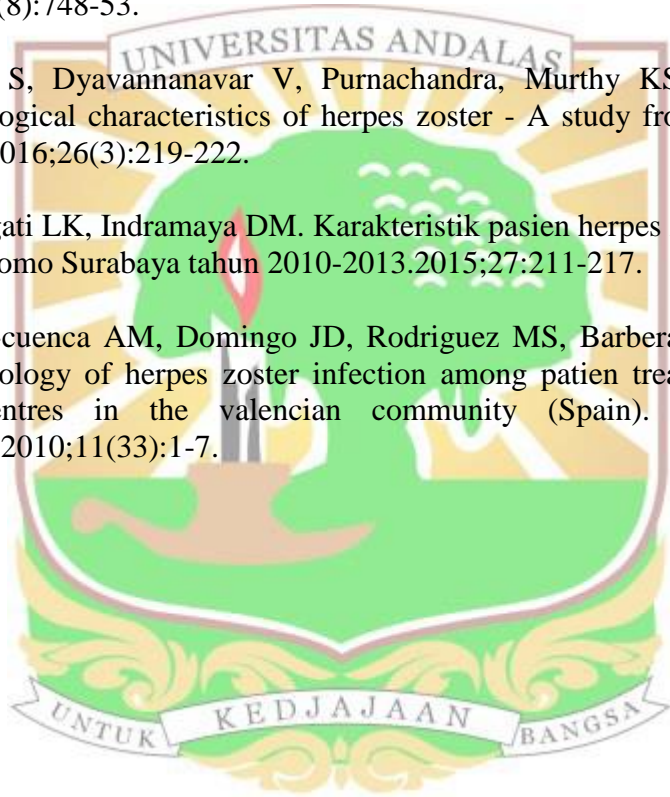 (8):748-53.
UNIVERSITAS ANDALAS
S, Dyavannanavar V, Purnachandra, Murthy KS
ogical characteristics of herpes zoster - A study fro
016;26(3):219-222.
gati LK, Indramaya DM. Karakteristik pasien herpes
omo Surabaya tahun 2010-2013.2015;27:211-217.
cuenca AM, Domingo JD, Rodriguez MS, Barbera
ology of herpes zoster infection among patien trea
entres in the valencian community (Spain).
2010;11(33):1-7.
UNTUK KEDJAJAAN BANGSA